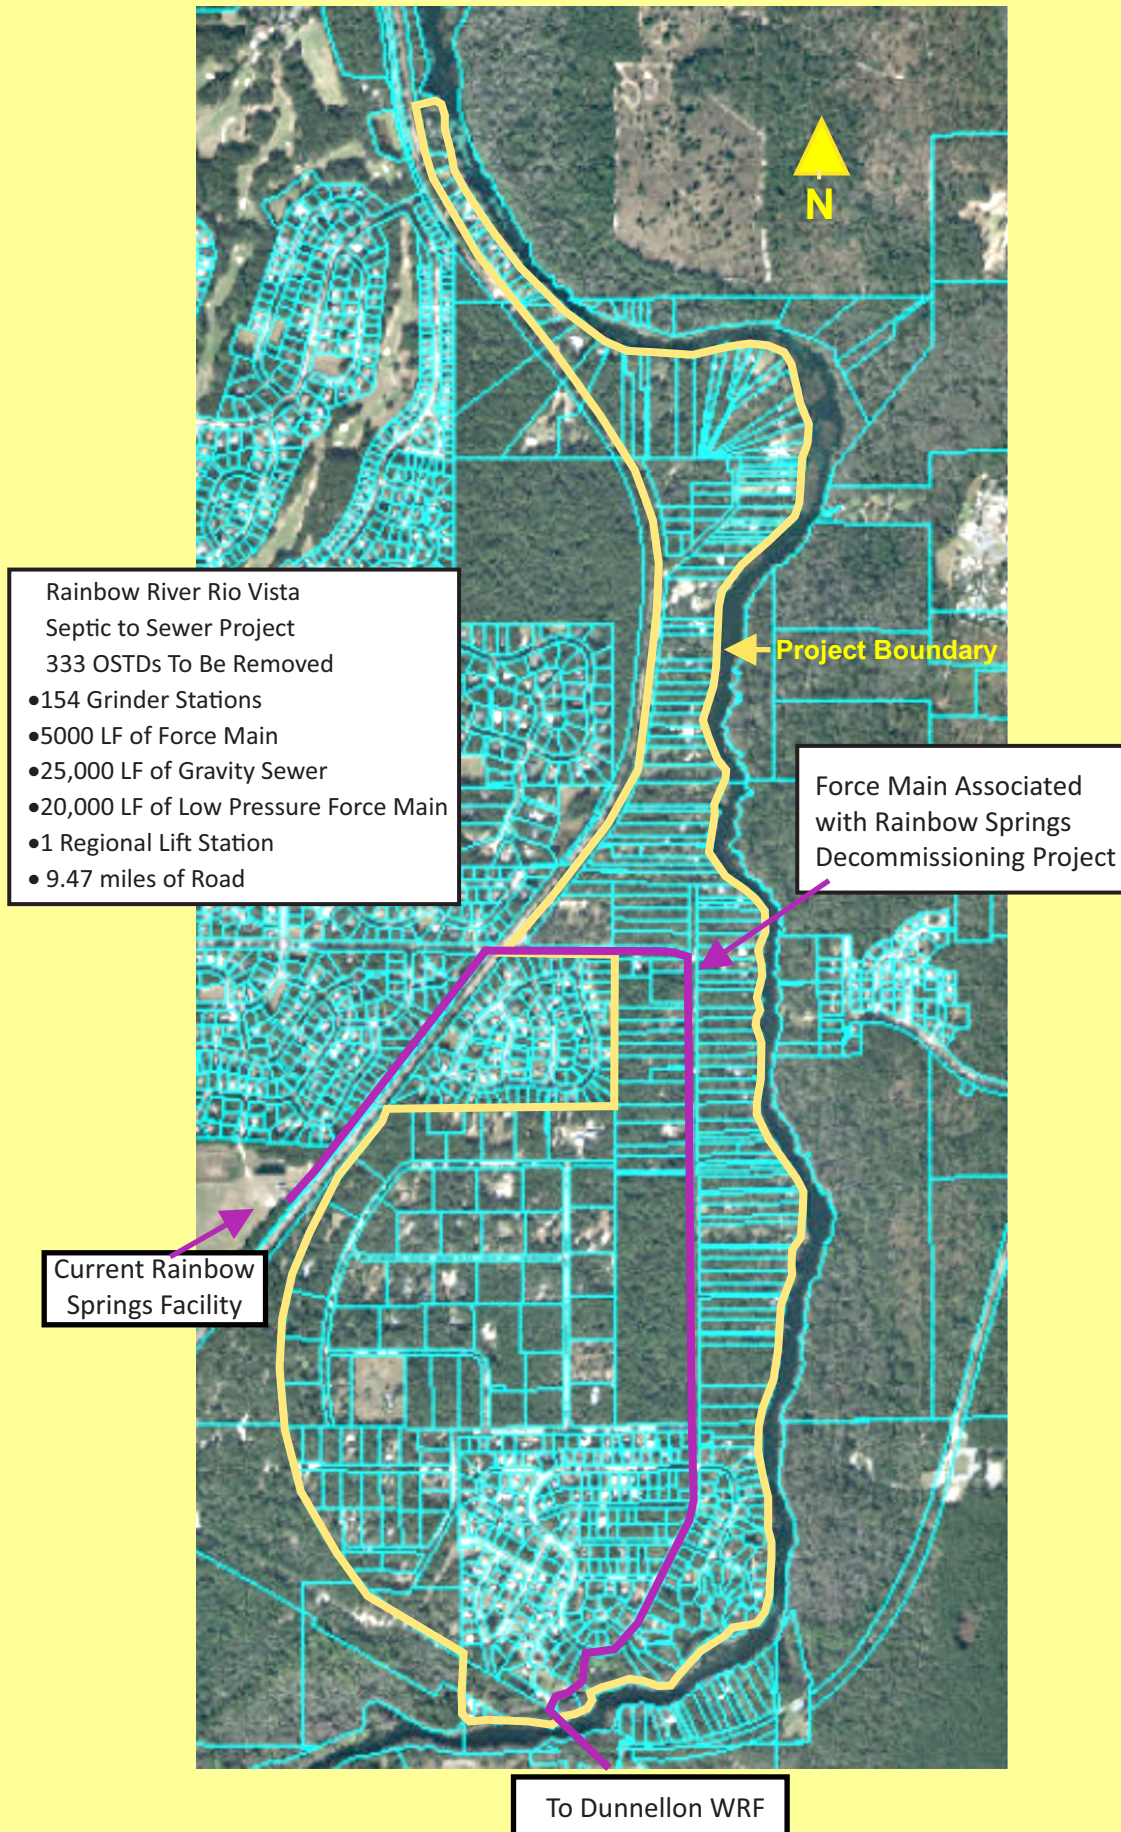 N
Rainbow River Rio Vista
Septic to Sewer Project
333 OSTDs To Be Removed
•154 Grinder Stations
•5000 LF of Force Main
•25,000 LF of Gravity Sewer
•20,000 LF of Low Pressure Force Main
•1 Regional Lift Station
• 9.47 miles of Road
Project Boundary
Force Main Associated
with Rainbow Springs
Decommissioning Project
Current Rainbow
Springs Facility
To Dunnellon WRF